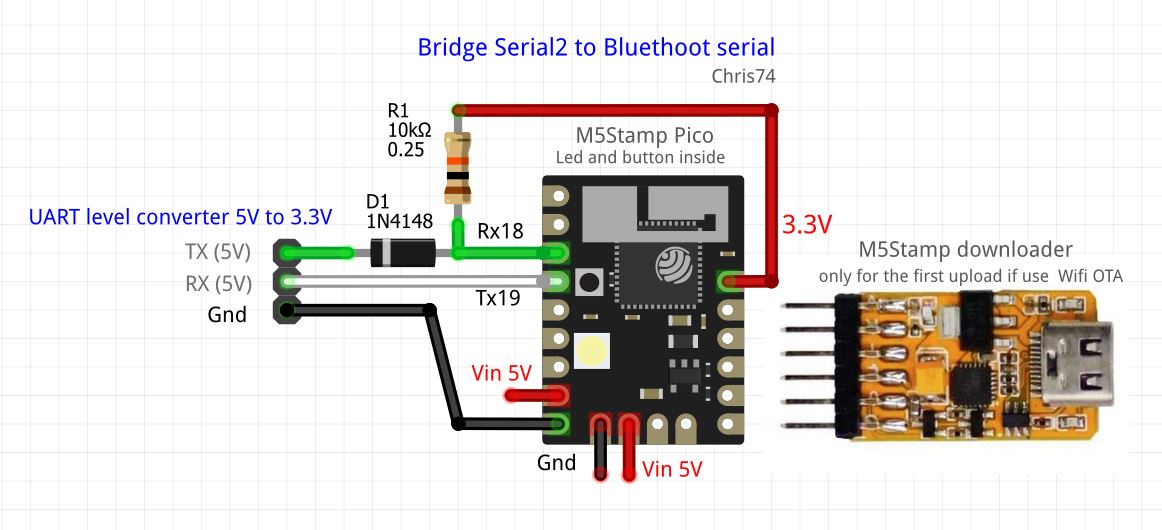 Bridge Serial2 to Bluethoot serial
Chris74
R1
10kΩ
0.25
M5Stamp Pico
Led and button inside
D1
1N4148
UART level converter 5V to 3.3V
Rx18
3.3V
TX (5V)
M5Stamp downloader
only for the first upload if use Wifi OTA
RX (5V)
Tx19
Gnd
Vin 5V
Gnd
Vin 5V